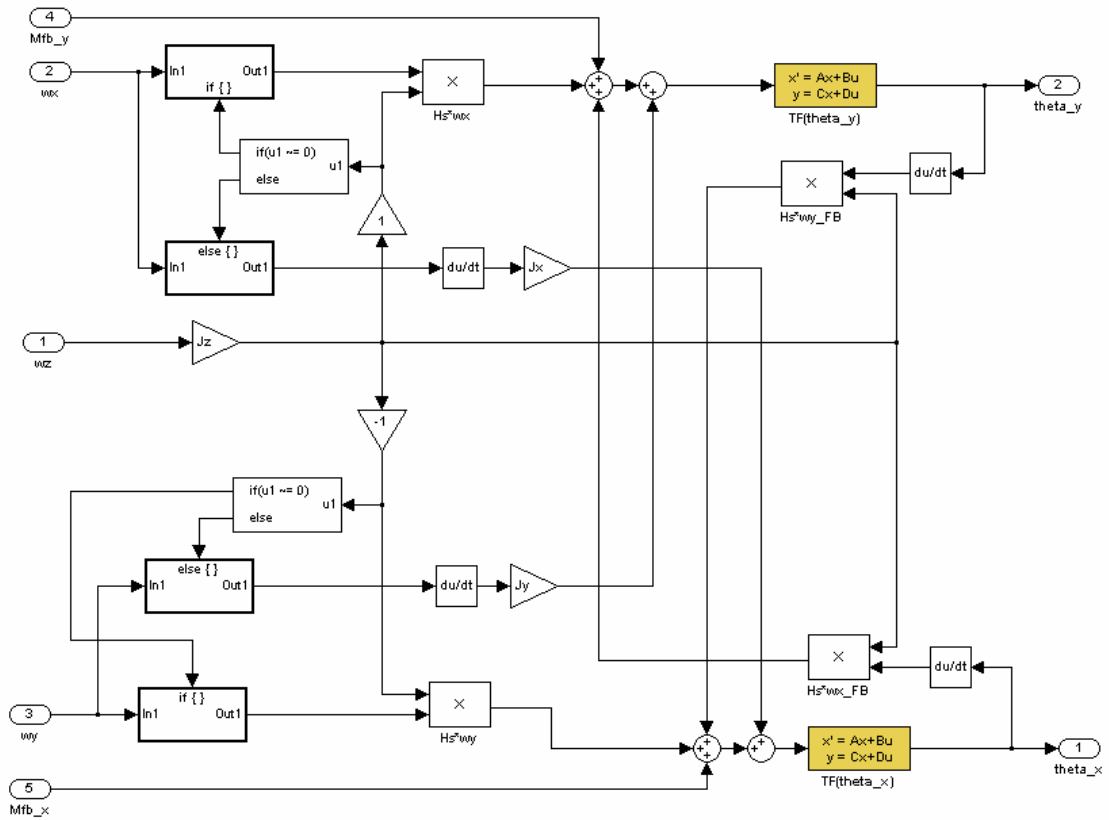 4
Mfb_y
2
wx
In1
Out1
if { }
×
Hs*wx
+
+
+
+
+
x' = Ax+Bu
y = Cx+Du
TF(theta_y)
2
theta_y
if(u1 ~= 0)
else
u1
1
×
Hs*wy_FB
du/dt
else { }
In1
Out1
du/dt
Jx
1
wz
Jz
-1
if(u1 ~= 0)
else
u1
else { }
In1
Out1
du/dt
Jy
×
Hs*wx_FB
du/dt
3
wy
if { }
In1
Out1
×
Hs*wy
+
+
+
+
+
x' = Ax+Bu
y = Cx+Du
TF(theta_x)
1
theta_x
5
Mfb_x